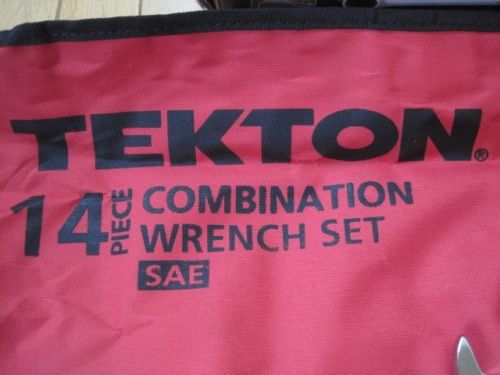 TEKTON®
14 PIECE COMBINATION
WRENCH SET
SAE